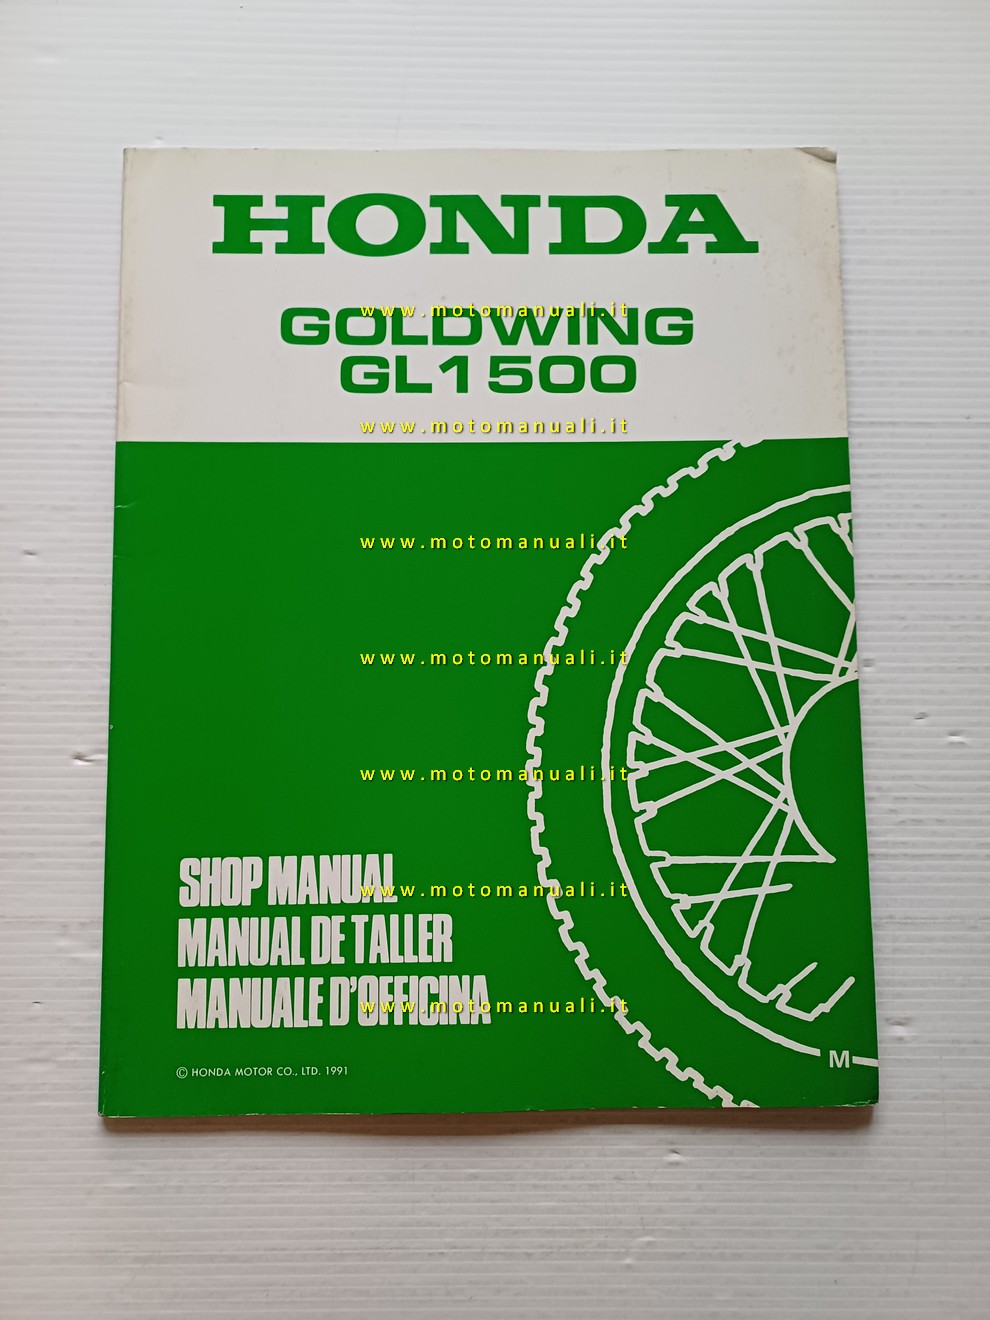 HONDA
www.motomanuali.it
GOLDWING
GL1500
www.motomanuali.it
www.motomanuali.it
www.motomanuali.it
www.motomanuali.it
SHOP MANUAL
www.motomanuali.it
MANUAL DE TALLER
MANUALE D'OFFICINA
www.motomanuali.it
M
© HONDA MOTOR CO., LTD. 1991